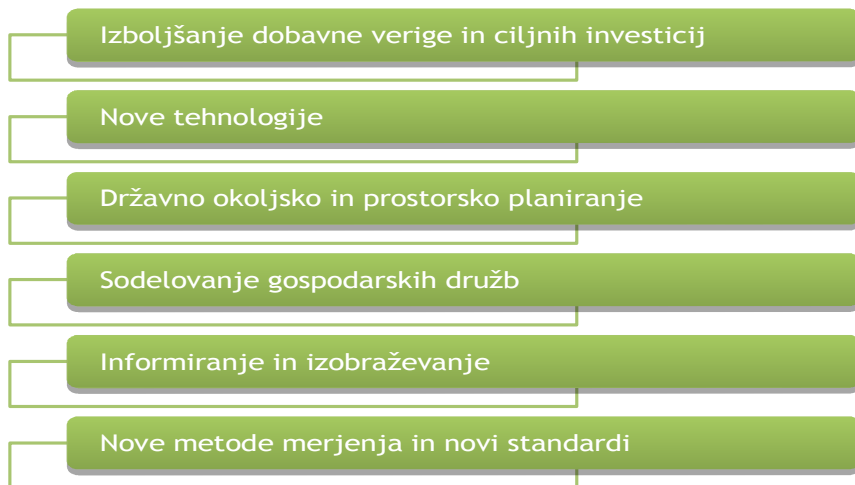 Izboljšanje dobavne verige in ciljnih investicij
Nove tehnologije
Državno okoljsko in prostorsko planiranje
Sodelovanje gospodarskih družb
Informiranje in izobraževanje
Nove metode merjenja in novi standardi